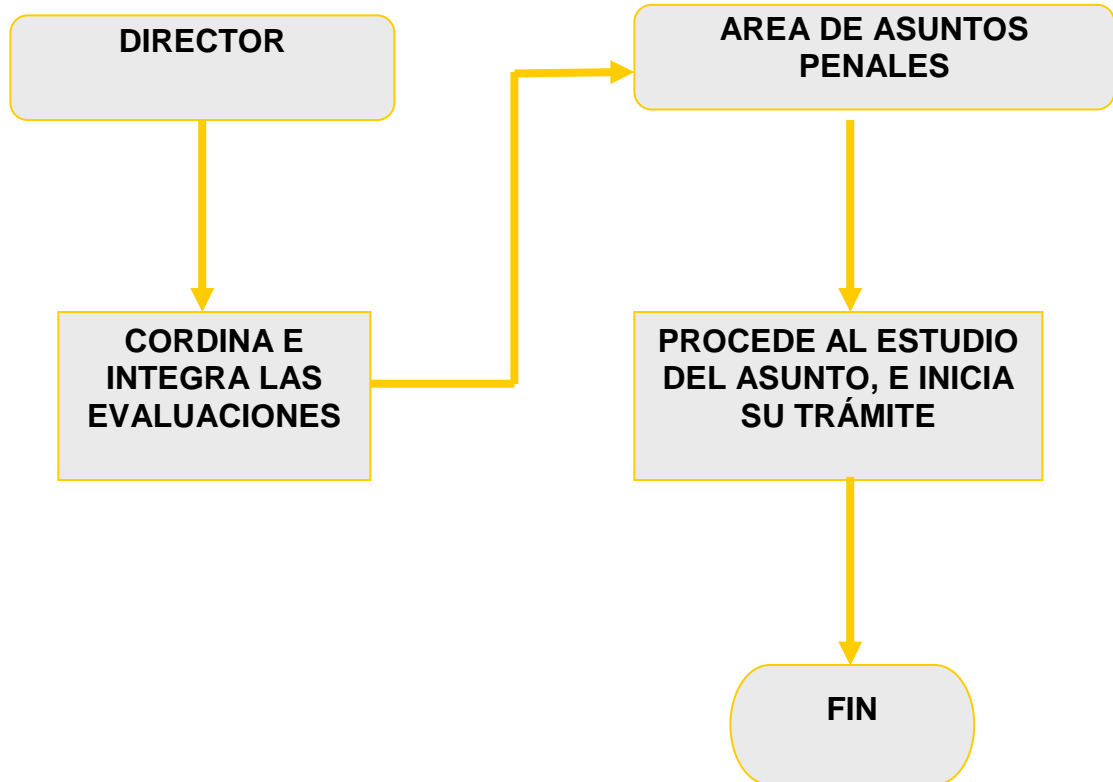 DIRECTOR
CORDINA E
INTEGRA LAS
EVALUACIONES
AREA DE ASUNTOS
PENALES
PROCEDE AL ESTUDIO
DEL ASUNTO, E INICIA
SU TRÁMITE
FIN